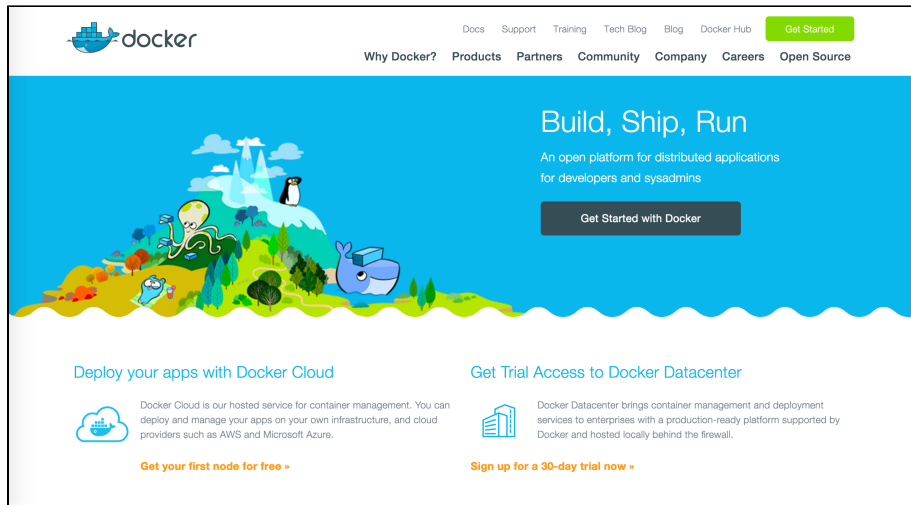 docker
Docs Support Training Tech Blog Blog Docker Hub Get Started
Why Docker? Products Partners Community Company Careers Open Source
Build, Ship, Run
An open platform for distributed applications
for developers and sysadmins
Get Started with Docker
Deploy your apps with Docker Cloud
Docker Cloud is our hosted service for container management. You can
deploy and manage your apps on your own infrastructure, and cloud
providers such as AWS and Microsoft Azure.
Get your first node for free »
Get Trial Access to Docker Datacenter
Docker Datacenter brings container management and deployment
services to enterprises with a production-ready platform supported by
Docker and hosted locally behind the firewall.
Sign up for a 30-day trial now »